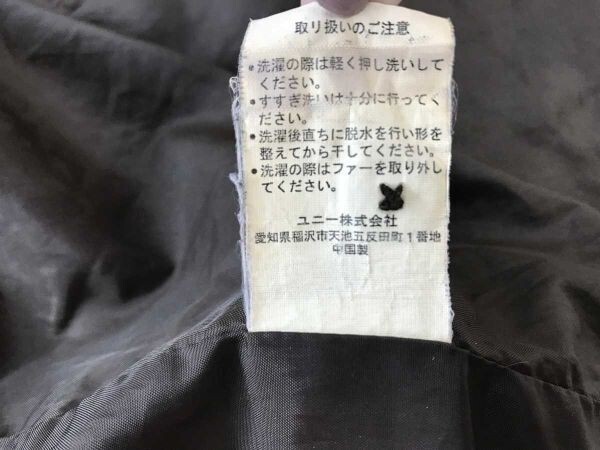 取り扱いのご注意
●洗濯の際は軽く押し洗いして
ください。
●すすぎ洗いは十分に行ってく
ださい。
●洗濯後直ちに脱水を行い形を
整えてから干してください。
●洗濯の際はファーを取り外し
てください。
ユニー株式会社
愛知県稲沢市天池五反田町1番地
中国製